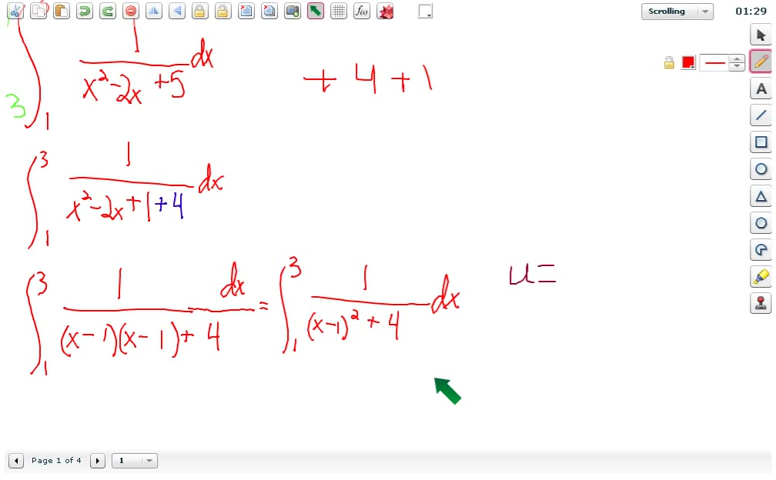 Scrolling 01:29
3
∫ 1 / (x² − 2x + 5) dx
1
+ 4 + 1
3
∫₁³ 1 / (x² − 2x + 1 + 4) dx
∫₁³ 1 / ((x − 1)(x − 1) + 4) dx = ∫₁³ 1 / ((x − 1)² + 4) dx u =
Page 1 of 4 1